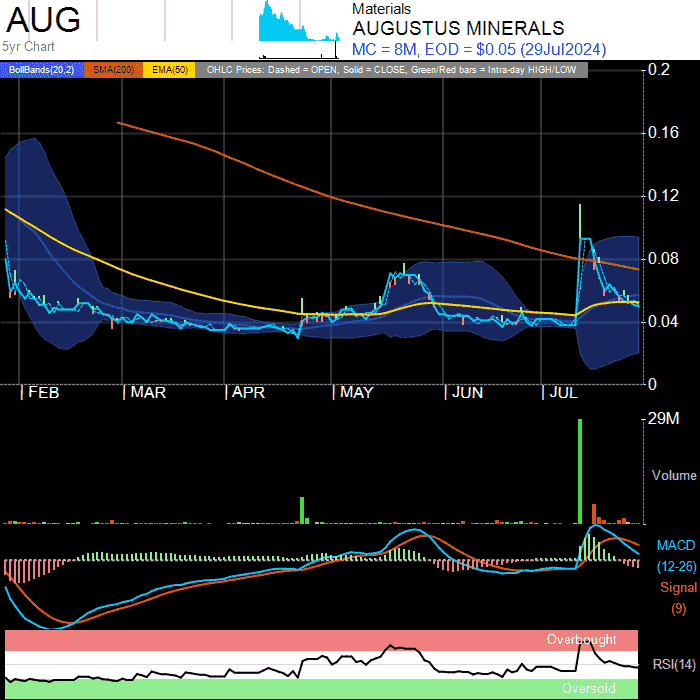 AUG
5yr Chart
Materials
AUGUSTUS MINERALS
MC = 8M, EOD = $0.05 (29Jul2024)
BollBands(20,2) SMA(200) EMA(50) OHLC Prices: Dashed = OPEN, Solid = CLOSE, Green/Red bars = Intra-day HIGH/LOW
0.2
0.16
0.12
0.08
0.04
0
FEB MAR APR MAY JUN JUL
29M
Volume
MACD
(12-26)
Signal
(9)
Overbought
RSI(14)
Oversold